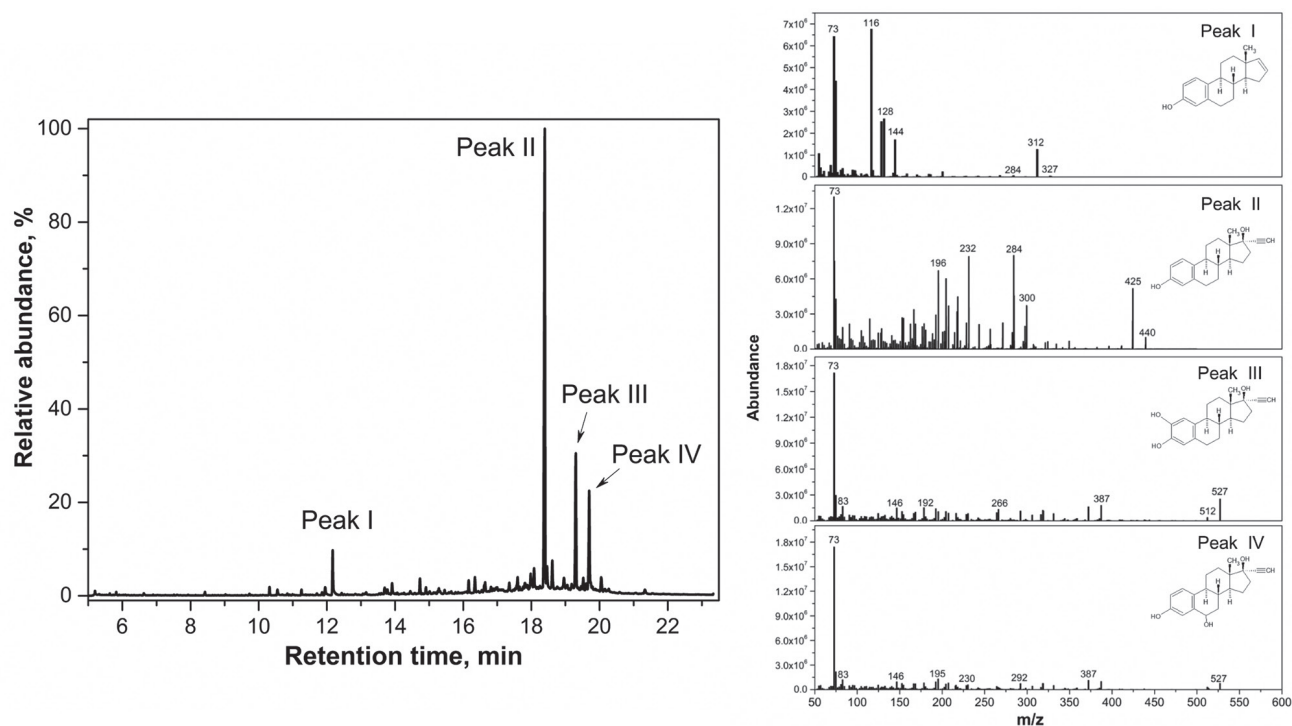 Relative abundance, %
100
80
60
40
20
0
Peak I
Peak II
Peak III
Peak IV
6 8 10 12 14 16 18 20 22
Retention time, min
Abundance
7x10⁶
6x10⁶
5x10⁶
4x10⁶
3x10⁶
2x10⁶
1x10⁶
0
73 116 128 144 284 312 327
Peak I
CH₃
H
H H
HO
1.2x10⁷
9.0x10⁶
6.0x10⁶
3.0x10⁶
0.0
73 196 232 284 300 425 440
Peak II
CH₃ OH
CH
H
H H
HO
1.8x10⁷
1.5x10⁷
1.2x10⁷
9.0x10⁶
6.0x10⁶
3.0x10⁶
0.0
73 83 146 192 266 387 512 527
Peak III
CH₃ OH
CH
HO H
H H
HO
1.8x10⁷
1.5x10⁷
1.2x10⁷
9.0x10⁶
6.0x10⁶
3.0x10⁶
0.0
73 83 146 195 230 292 387 527
Peak IV
CH₃ OH
CH
H
H H
HO
OH
50 100 150 200 250 300 350 400 450 500 550 600
m/z